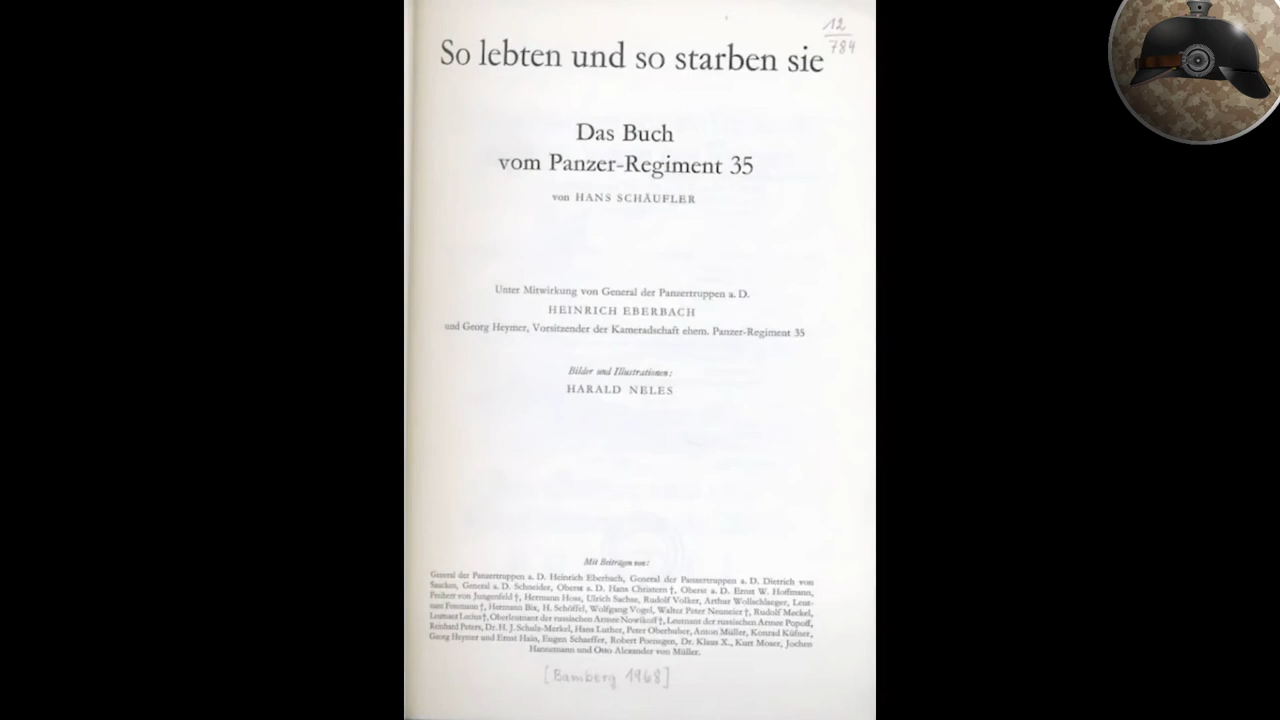 12
784
So lebten und so starben sie
Das Buch
vom Panzer-Regiment 35
von HANS SCHÄUFLER
Unter Mitwirkung von General der Panzertruppen a. D.
HEINRICH EBERBACH
und Georg Heymer, Vorsitzender der Kameradschaft ehem. Panzer-Regiment 35
Bilder und Illustrationen:
HARALD NELES
Mit Beiträgen von:
General der Panzertruppen a. D. Heinrich Eberbach, General der Panzertruppen a. D. Dietrich von
Saucken, General a. D. Schneider, Oberst a. D. Hans Christern †, Oberst a. D. Ernst W. Hoffmann,
Freiherr von Jungenfeld †, Hermann Hoss, Ulrich Sachse, Rudolf Volker, Arthur Wollschlaeger, Leut-
nant †, Hermann Bix, H. Schöffel, Wolfgang Vogel, Walter Peter †, Rudolf Meckel,
Leutnant †, Oberleutnant der russischen Armee Nowikoff †, Leutnant der russischen Armee Popoff,
Reinhard Peters, Dr. H. J. Schulz-Merkel, Hans Luther, Peter Oberhuber, Anton Müller, Konrad Küfner,
Georg Heymer und Ernst Hain, Eugen Schaeffer, Robert Poensgen, Dr. Klaus X., Kurt Moser, Jochen
Hannemann und Otto Alexander von Müller.
[Bamberg 1968]